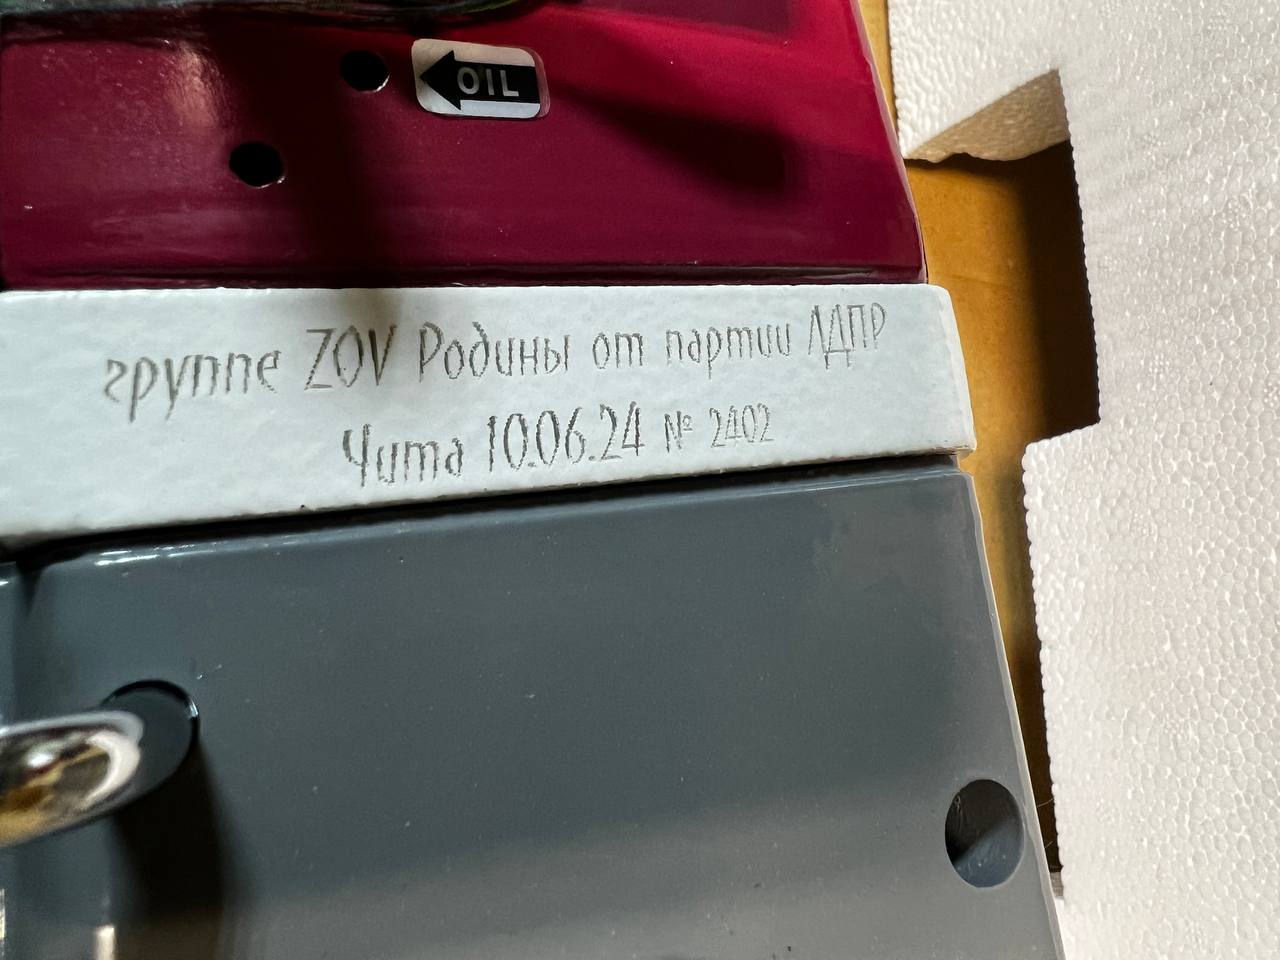 OIL
группе ZOV Родины от партии ЛДПР
Чита 10.06.24 № 2402